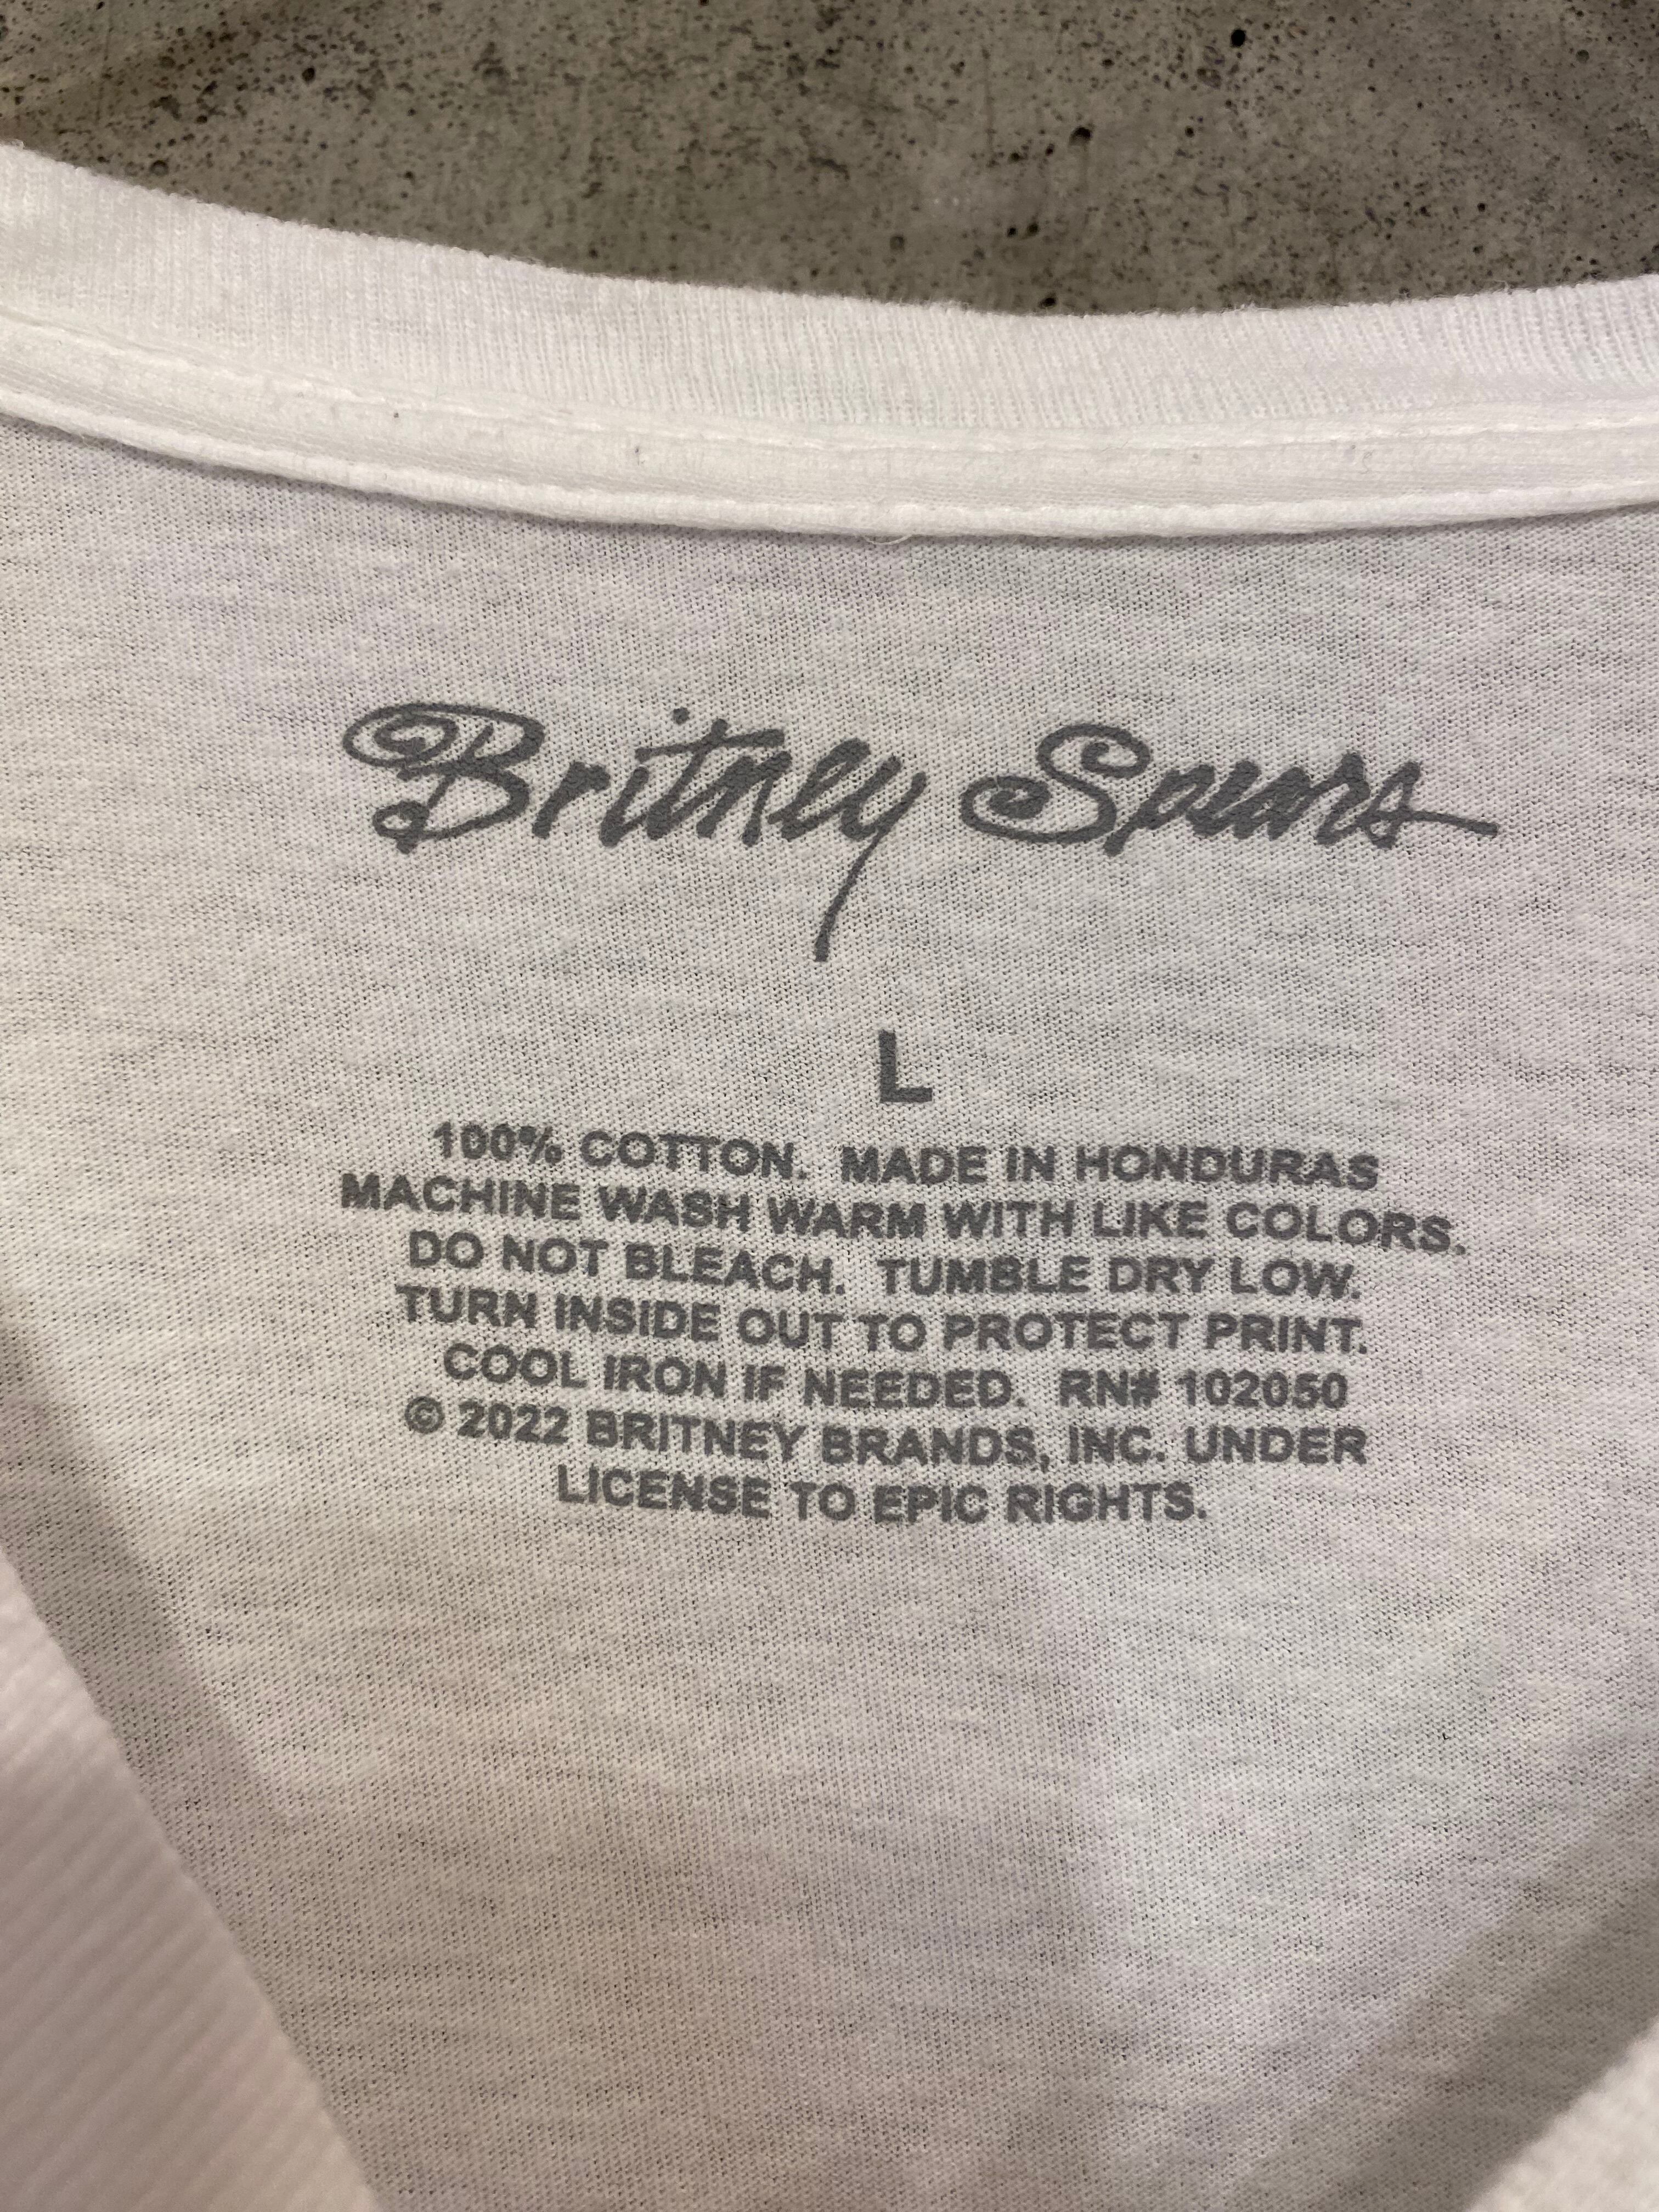 Britney Spears
L
100% COTTON. MADE IN HONDURAS
MACHINE WASH WARM WITH LIKE COLORS.
DO NOT BLEACH. TUMBLE DRY LOW.
TURN INSIDE OUT TO PROTECT PRINT.
COOL IRON IF NEEDED. RN# 102050
© 2022 BRITNEY BRANDS, INC. UNDER
LICENSE TO EPIC RIGHTS.